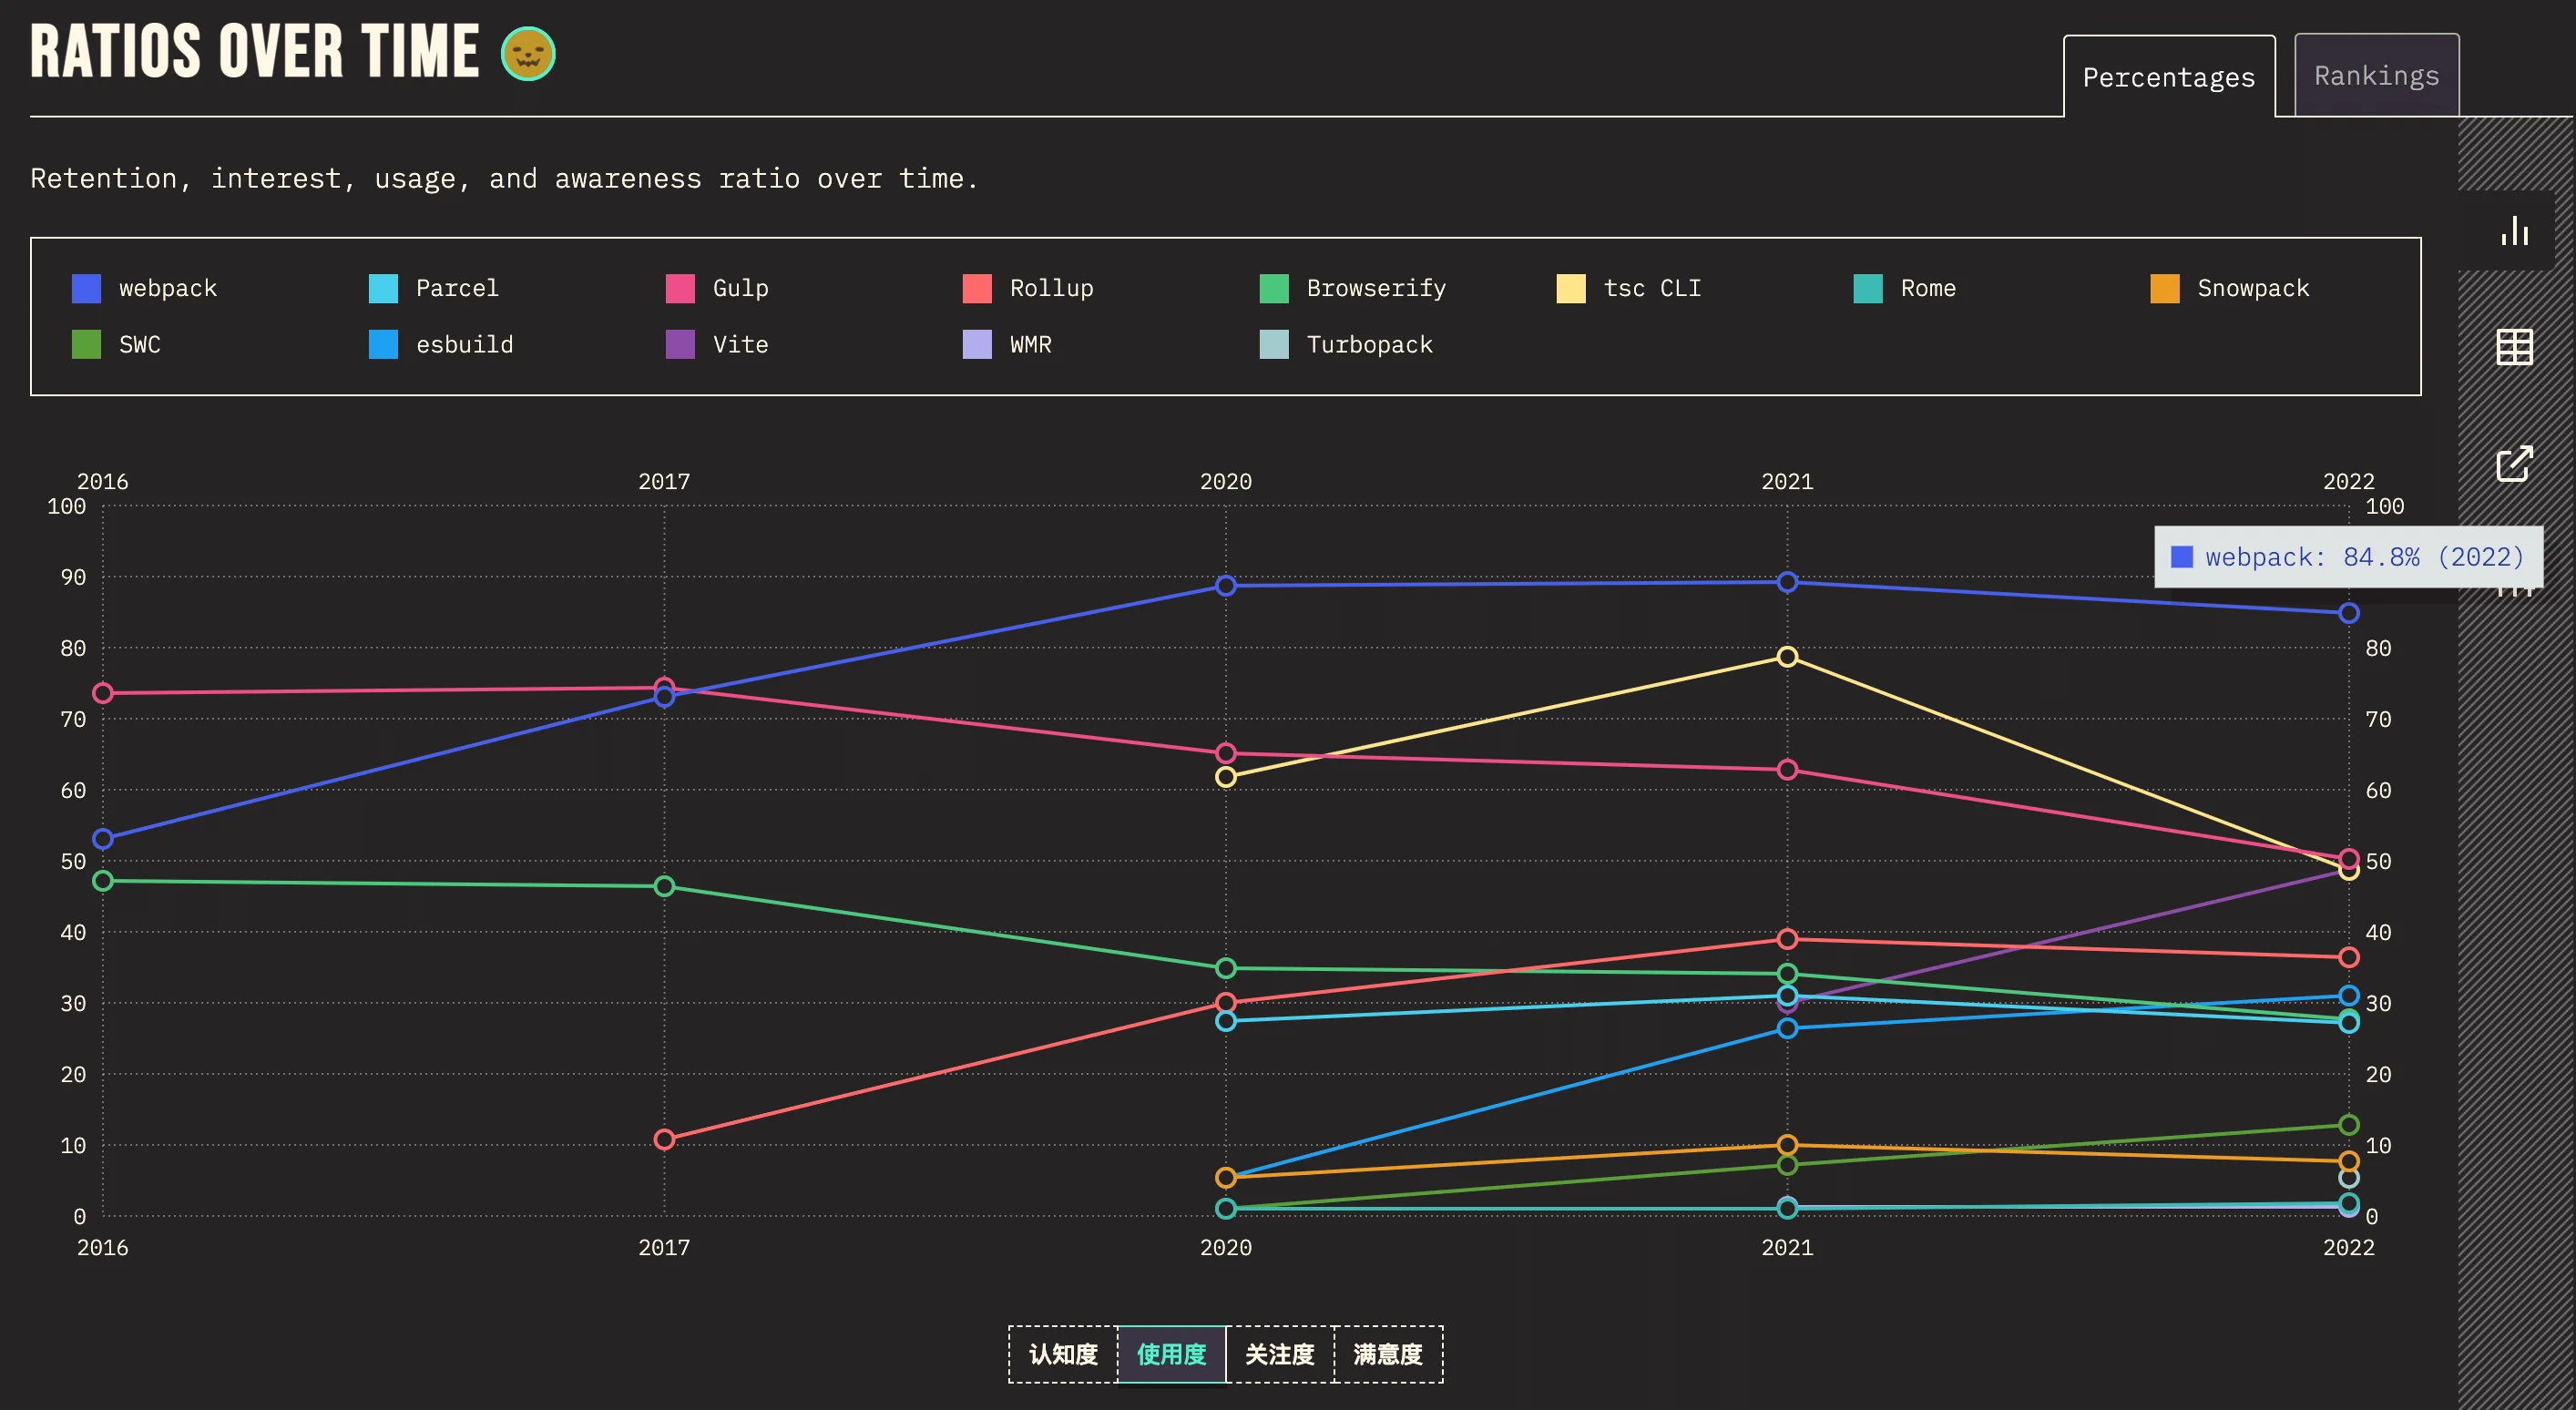 RATIOS OVER TIME
Percentages
Rankings
Retention, interest, usage, and awareness ratio over time.
webpack Parcel Gulp Rollup Browserify tsc CLI Rome Snowpack
SWC esbuild Vite WMR Turbopack
2016 2017 2020 2021 2022
100 100
90
webpack: 84.8% (2022)
80 80
70 70
60 60
50 50
40 40
30 30
20 20
10 10
0 0
2016 2017 2020 2021 2022
认知度 使用度 关注度 满意度